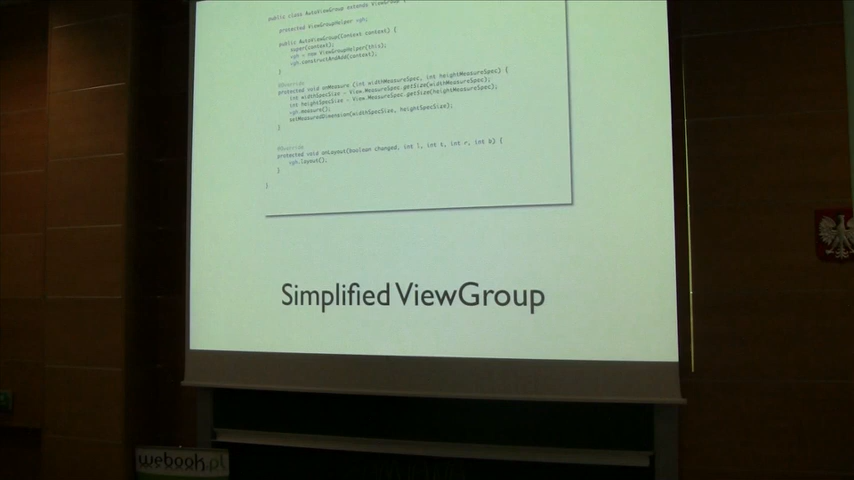 public class AutoViewGroup extends ViewGroup {
protected ViewGroupHelper vgh;
public AutoViewGroup(Context context) {
super(context);
vgh = new ViewGroupHelper(this);
vgh.constructAndAdd(context);
}
@Override
protected void onMeasure (int widthMeasureSpec, int heightMeasureSpec) {
int widthSpecSize = View.MeasureSpec.getSize(widthMeasureSpec);
int heightSpecSize = View.MeasureSpec.getSize(heightMeasureSpec);
vgh.measure();
setMeasuredDimension(widthSpecSize, heightSpecSize);
}
@Override
protected void onLayout(boolean changed, int l, int t, int r, int b) {
vgh.layout();
}
}
Simplified ViewGroup
webook.pl